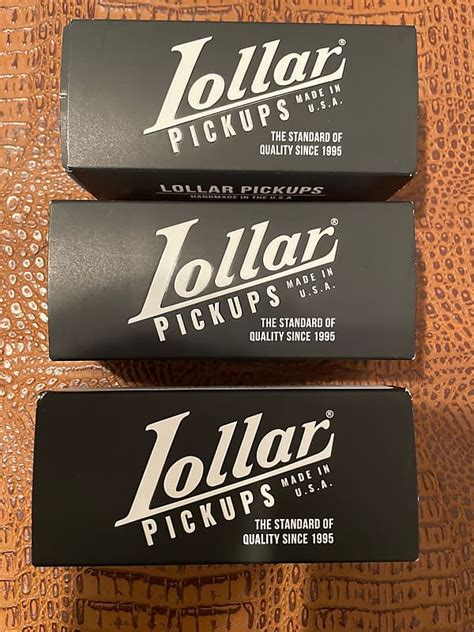 Lollar®
PICKUPS MADE IN U.S.A.
THE STANDARD OF
QUALITY SINCE 1995
LOLLAR PICKUPS
HANDMADE IN THE U.S.A
Lollar®
PICKUPS MADE IN U.S.A.
THE STANDARD OF
QUALITY SINCE 1995
Lollar®
PICKUPS MADE IN U.S.A.
THE STANDARD OF
QUALITY SINCE 1995